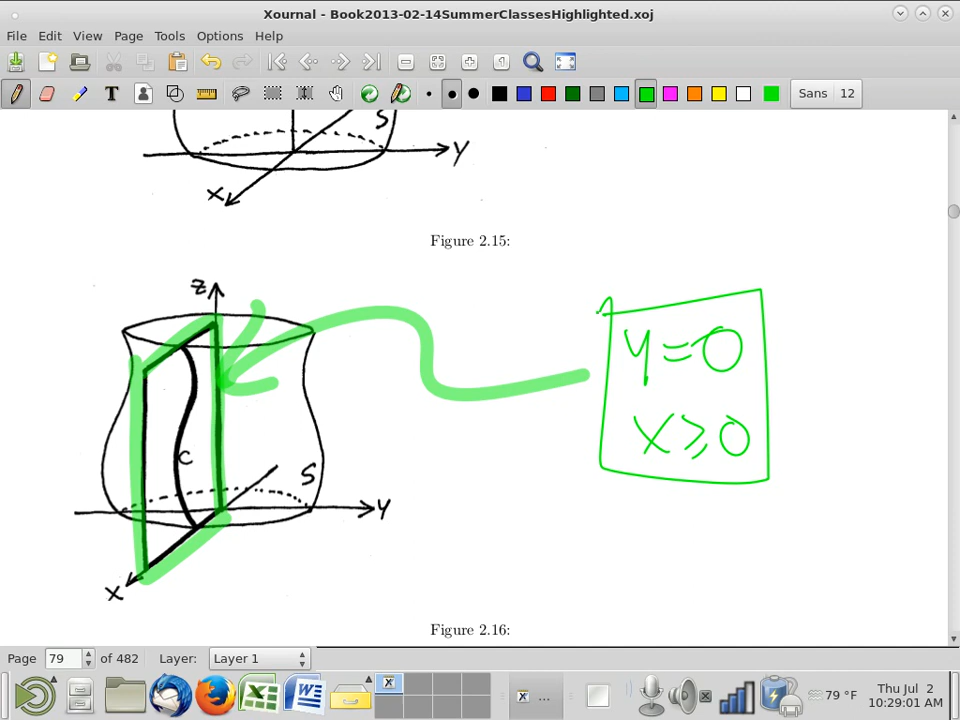 Xournal - Book2013-02-14SummerClassesHighlighted.xoj
File Edit View Page Tools Options Help
Sans 12
S
Y
X
Figure 2.15:
Z
y=0
x≥0
C
S
Y
X
Figure 2.16:
Page 79 of 482 Layer: Layer 1
... 79 °F Thu Jul 2
10:29:01 AM